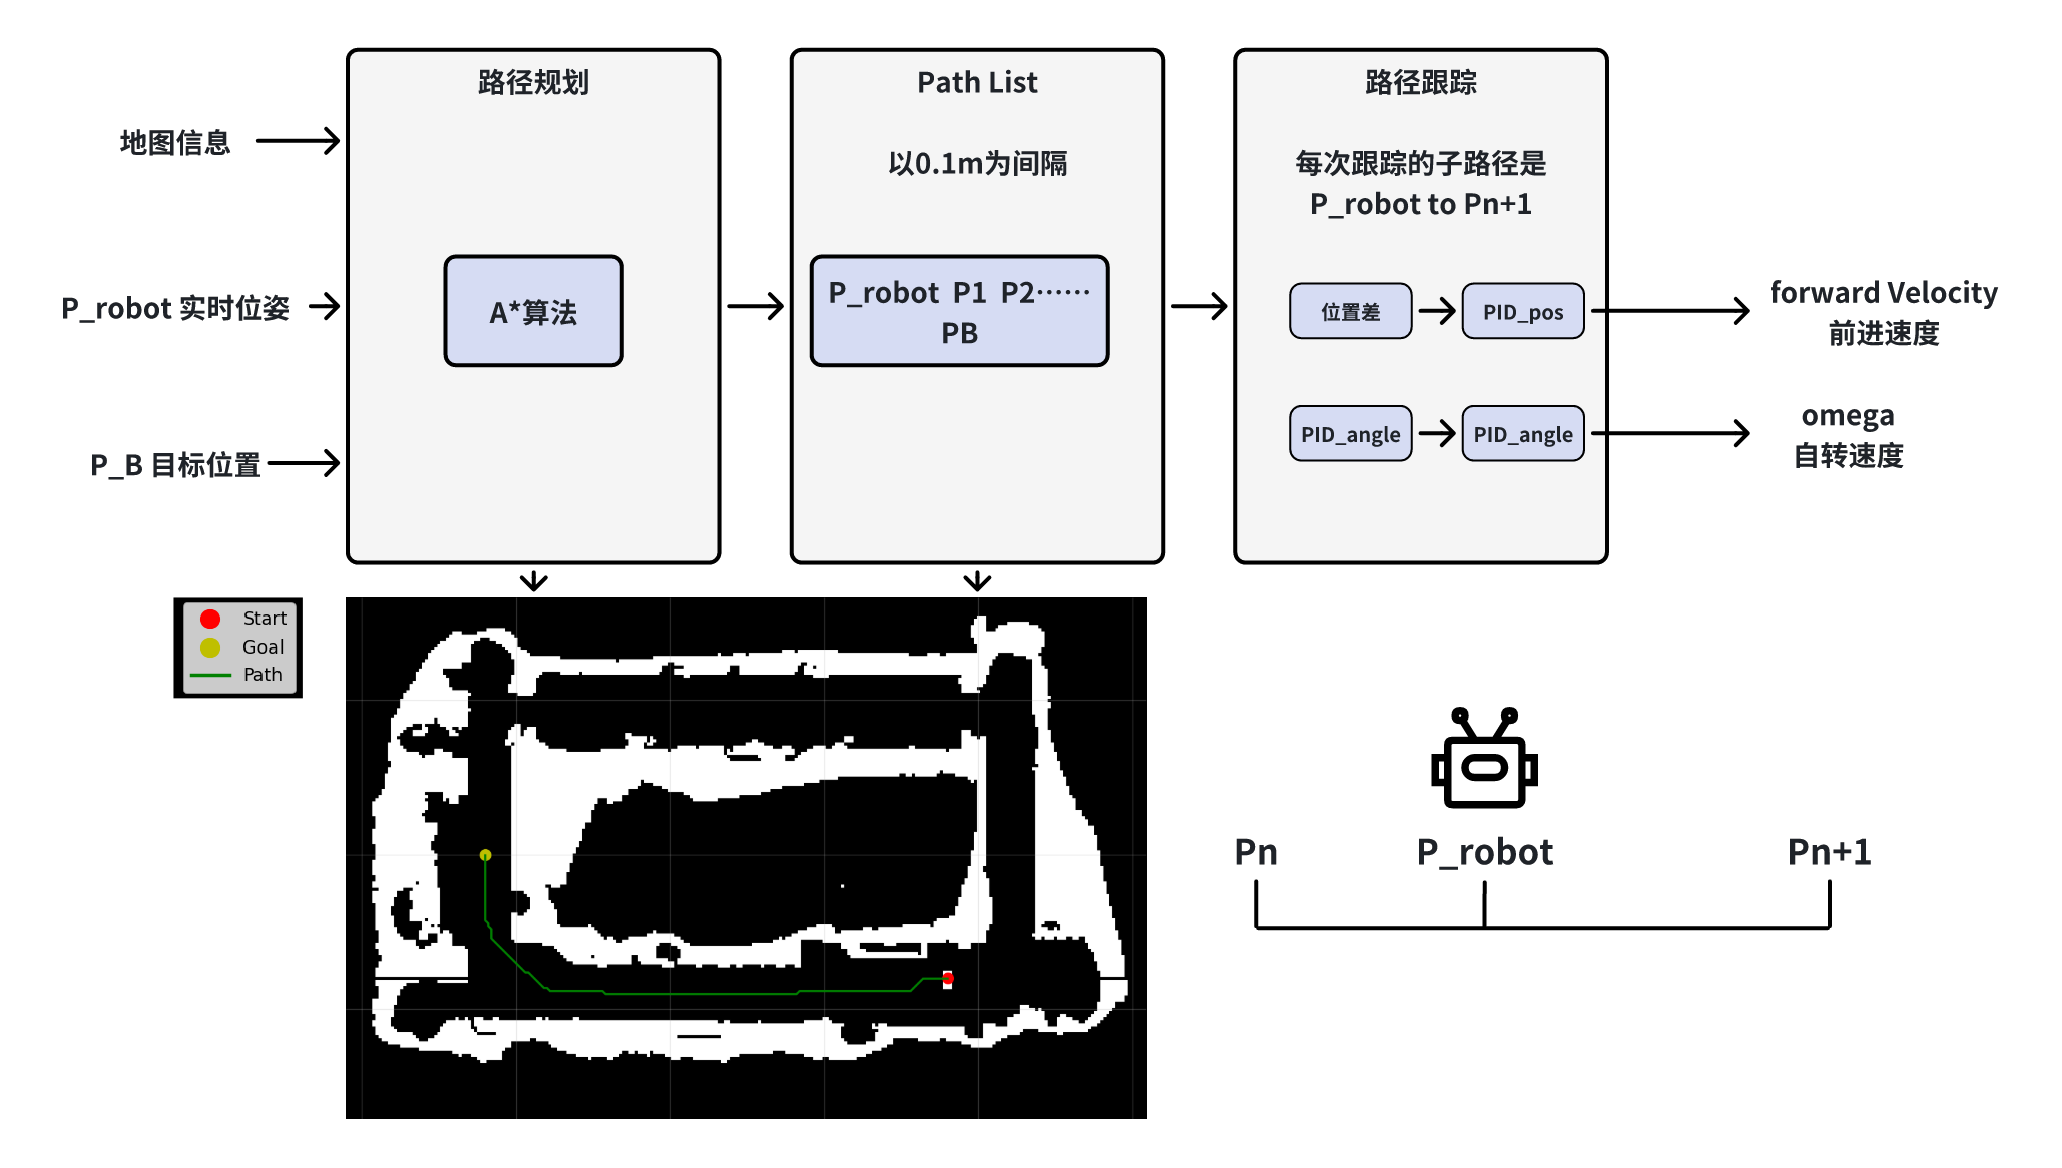 地图信息
P_robot 实时位姿
P_B 目标位置
路径规划
A*算法
Path List
以0.1m为间隔
P_robot P1 P2……
PB
路径跟踪
每次跟踪的子路径是
P_robot to Pn+1
位置差
PID_pos
PID_angle
PID_angle
forward Velocity
前进速度
omega
自转速度
Start
Goal
Path
Pn
P_robot
Pn+1